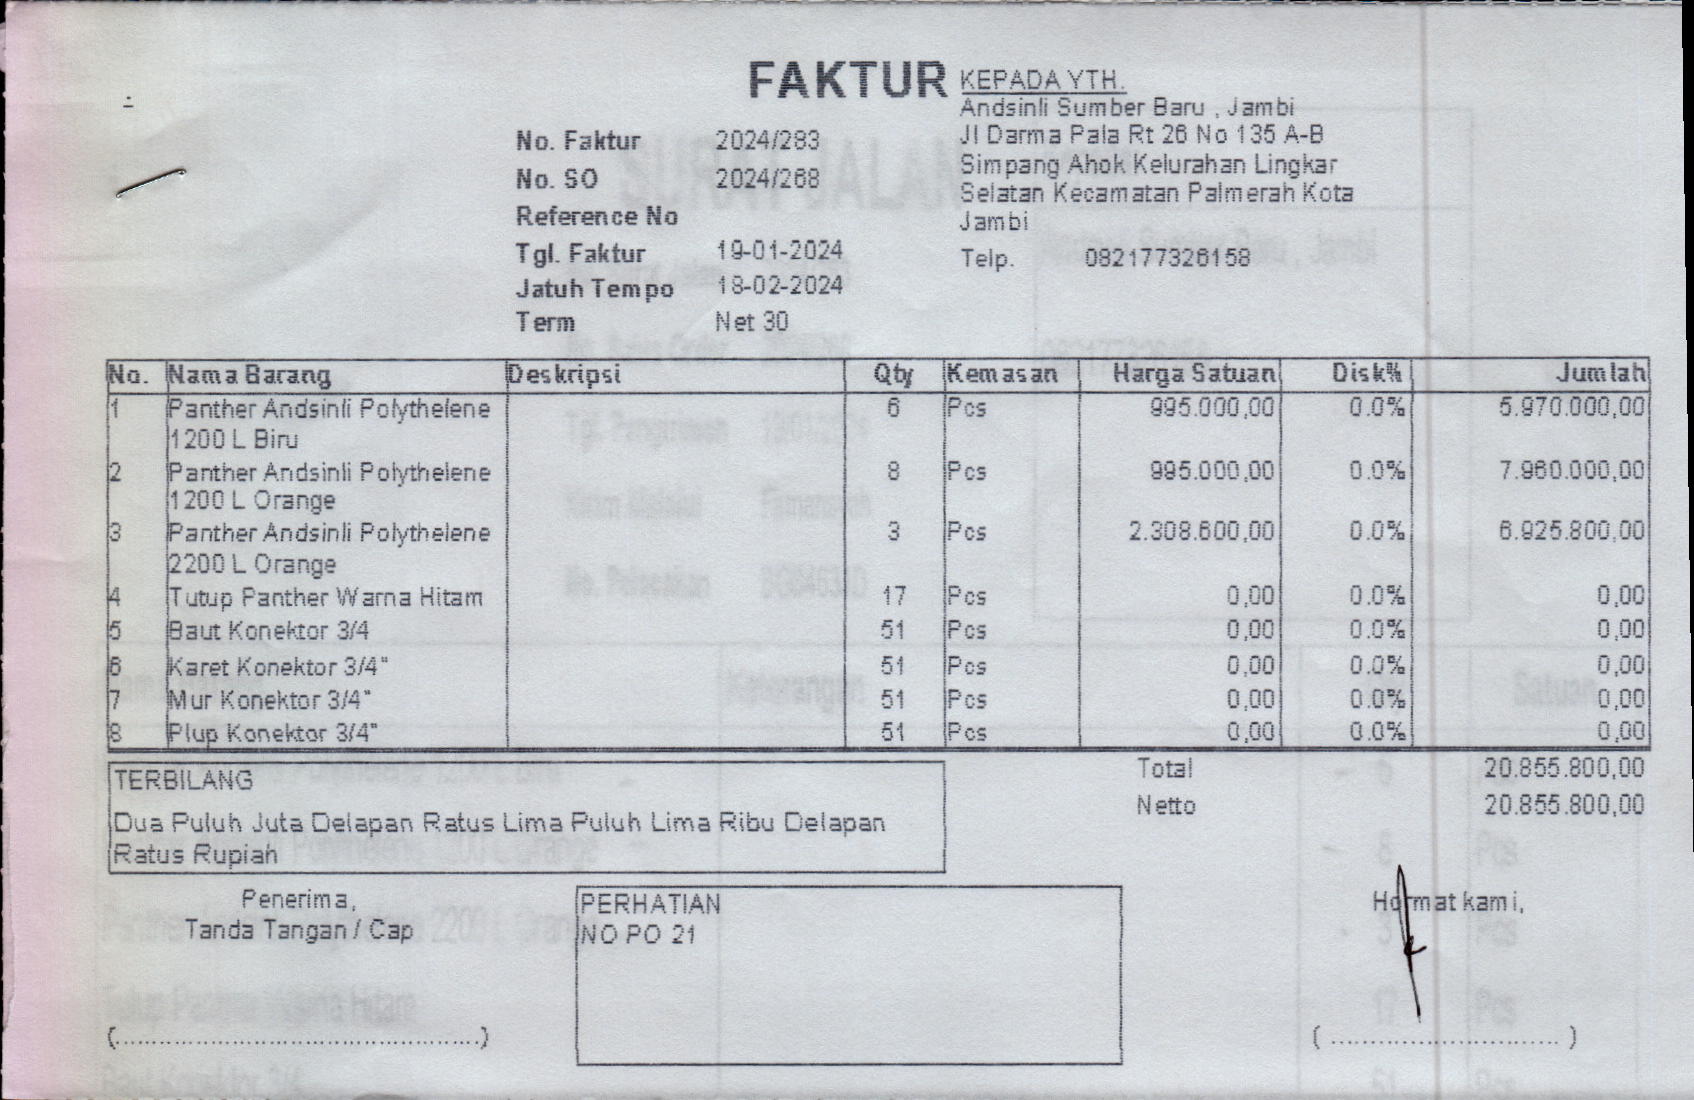 FAKTUR
KEPADA YTH.
Andsinli Sumber Baru , Jambi
Jl Darma Pala Rt 26 No 135 A-B
Simpang Ahok Kelurahan Lingkar
Selatan Kecamatan Palmerah Kota
Jambi
Telp. 082177326158
No. Faktur 2024/283
No. SO 2024/268
Reference No
Tgl. Faktur 19-01-2024
Jatuh Tempo 18-02-2024
Term Net 30
No. Nama Barang Deskripsi Qty Kemasan Harga Satuan Disk% Jumlah
1 Panther Andsinli Polythelene 6 Pcs 995.000,00 0.0% 5.970.000,00
1200 L Biru
2 Panther Andsinli Polythelene 8 Pcs 995.000,00 0.0% 7.960.000,00
1200 L Orange
3 Panther Andsinli Polythelene 3 Pcs 2.308.600,00 0.0% 6.925.800,00
2200 L Orange
4 Tutup Panther Warna Hitam 17 Pcs 0,00 0.0% 0,00
5 Baut Konektor 3/4 51 Pcs 0,00 0.0% 0,00
6 Karet Konektor 3/4" 51 Pcs 0,00 0.0% 0,00
7 Mur Konektor 3/4" 51 Pcs 0,00 0.0% 0,00
8 Plup Konektor 3/4" 51 Pcs 0,00 0.0% 0,00
TERBILANG
Dua Puluh Juta Delapan Ratus Lima Puluh Lima Ribu Delapan
Ratus Rupiah
Total 20.855.800,00
Netto 20.855.800,00
Penerima,
Tanda Tangan / Cap
(................................................)
PERHATIAN
NO PO 21
Hormat kami,
( ................................ )